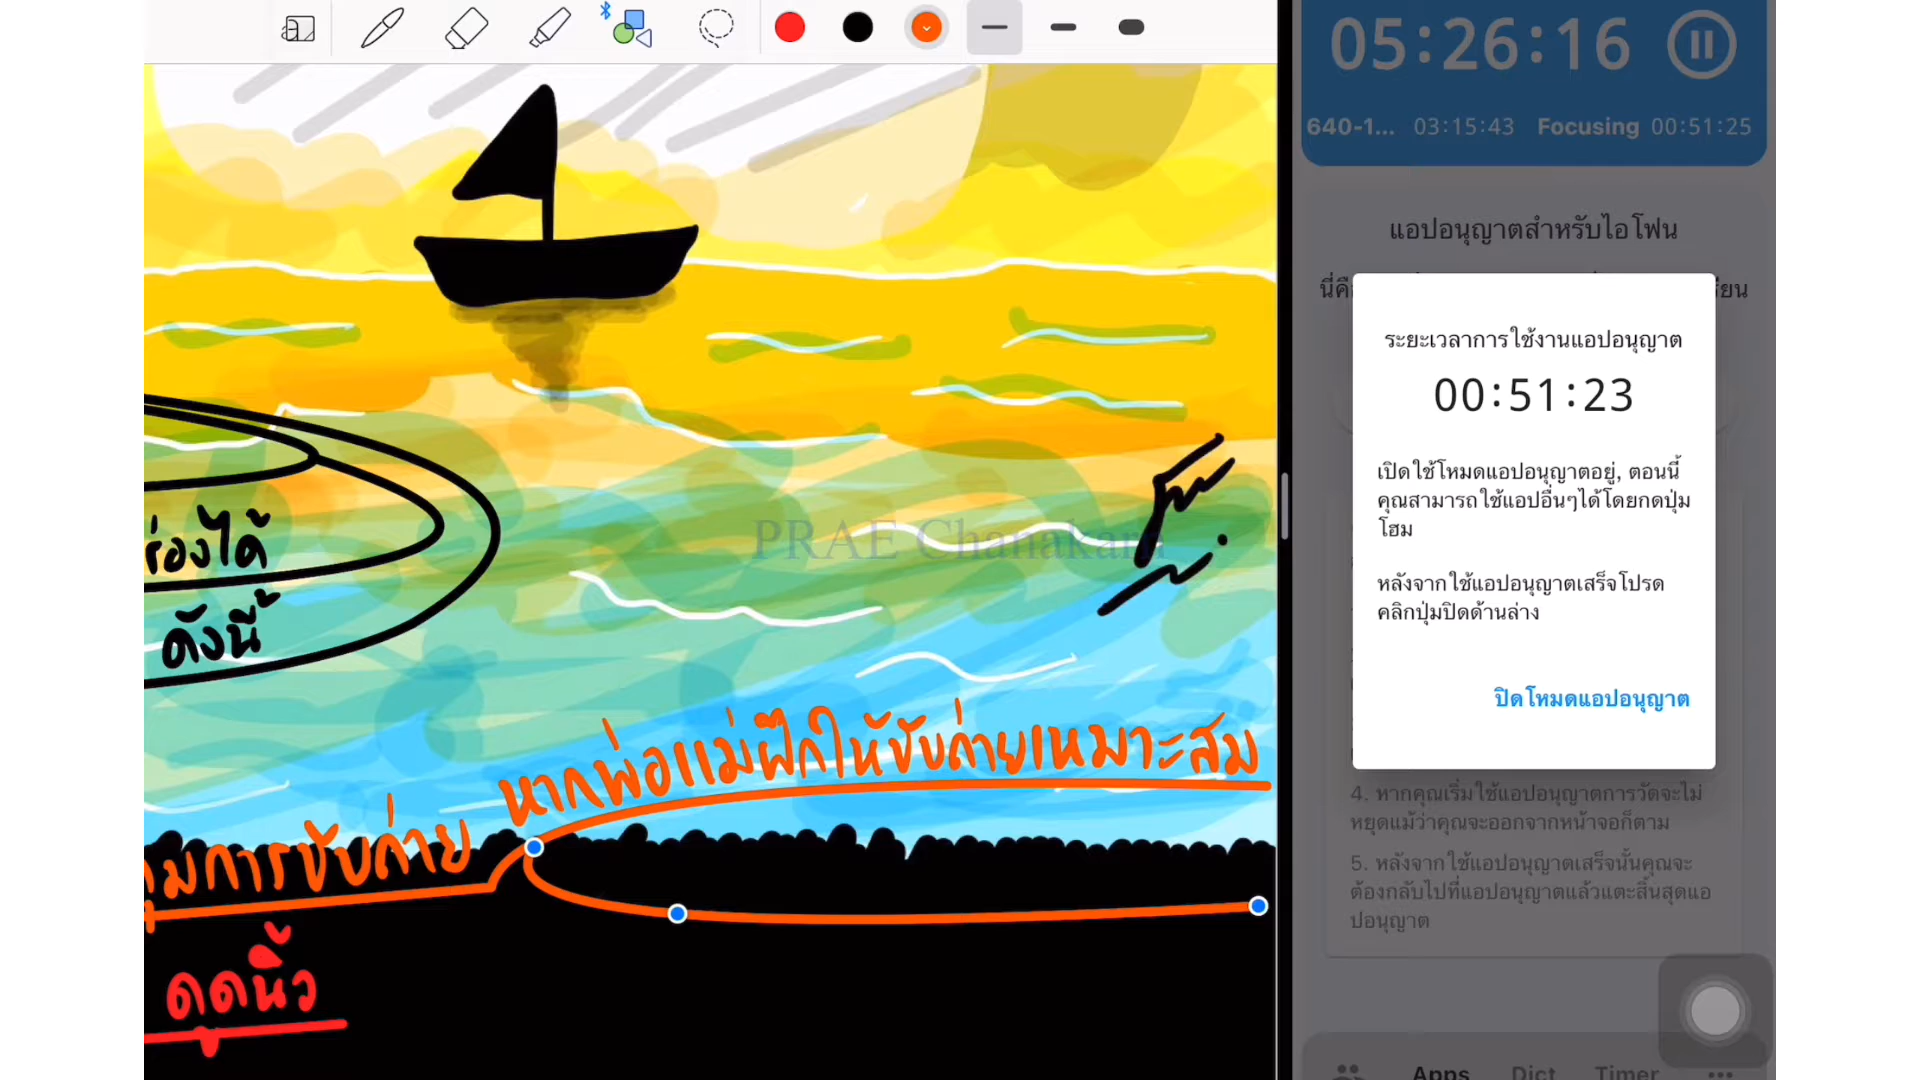 05:26:16
640-1... 03:15:43 Focusing 00:51:25
แอปอนุญาตสำหรับไอโฟน
ระยะเวลาการใช้งานแอปอนุญาต
00:51:23
เปิดใช้โหมดแอปอนุญาตอยู่, ตอนนี้
คุณสามารถใช้แอปอื่นๆได้โดยกดปุ่ม
โฮม
หลังจากใช้แอปอนุญาตเสร็จโปรด
คลิกปุ่มปิดด้านล่าง
ปิดโหมดแอปอนุญาต
4. หากคุณเริ่มใช้แอปอนุญาตการวัดจะไม่
หยุดแม้ว่าคุณจะออกจากหน้าจอก็ตาม
5. หลังจากใช้แอปอนุญาตเสร็จนั้นคุณจะ
ต้องกลับไปที่แอปอนุญาตแล้วแตะสิ้นสุดแอ
ปอนุญาต
Apps Dict Timer
PRAE Chanakarn
ร่องได้
ดังนี้
หากพ่อแม่ฝึกให้ขับถ่ายเหมาะสม
ุมการขับถ่าย
ดูดนิ้ว